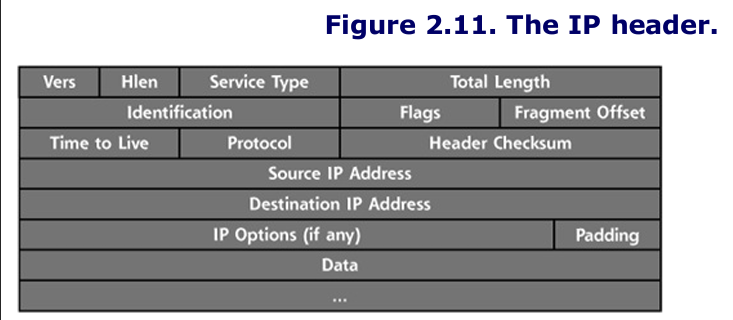 Figure 2.11. The IP header.
Vers Hlen Service Type Total Length
Identification Flags Fragment Offset
Time to Live Protocol Header Checksum
Source IP Address
Destination IP Address
IP Options (if any) Padding
Data
...